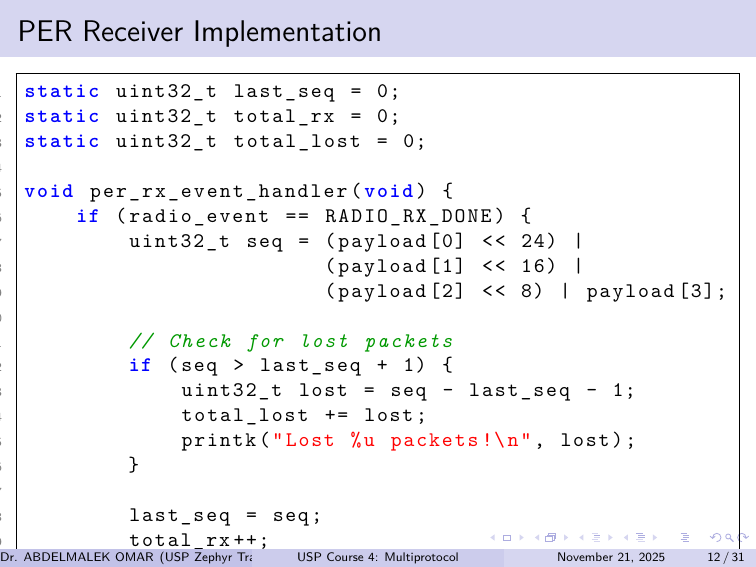 PER Receiver Implementation
static uint32_t last_seq = 0;
static uint32_t total_rx = 0;
static uint32_t total_lost = 0;
void per_rx_event_handler(void) {
    if (radio_event == RADIO_RX_DONE) {
        uint32_t seq = (payload[0] << 24) |
                       (payload[1] << 16) |
                       (payload[2] << 8) | payload[3];
        // Check for lost packets
        if (seq > last_seq + 1) {
            uint32_t lost = seq - last_seq - 1;
            total_lost += lost;
            printk("Lost %u packets!\n", lost);
        }
        last_seq = seq;
        total_rx++;
Dr. ABDELMALEK OMAR (USP Zephyr Tra USP Course 4: Multiprotocol November 21, 2025 12 / 31